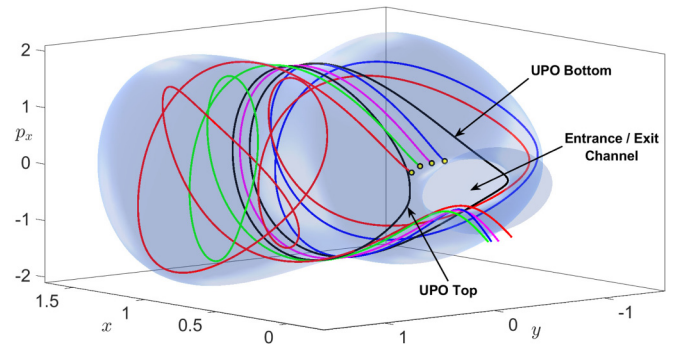 2
1
p_x
0
-1
-2
UPO Bottom
Entrance / Exit
Channel
UPO Top
1.5
1
0.5
0
x
1
0
-1
y